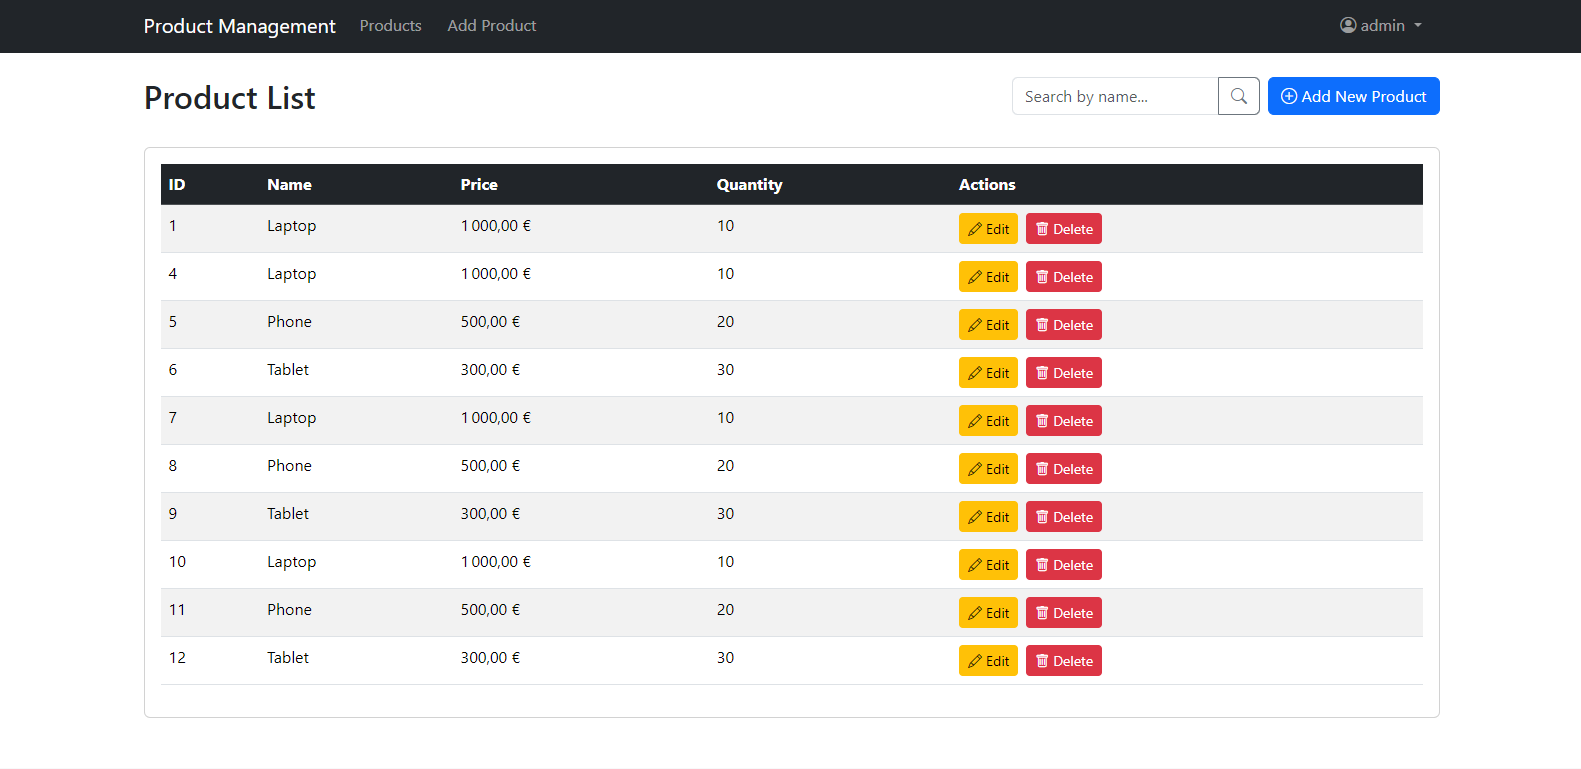 Product Management Products Add Product admin
Product List Search by name... Add New Product
ID Name Price Quantity Actions
1 Laptop 1 000,00 € 10 Edit Delete
4 Laptop 1 000,00 € 10 Edit Delete
5 Phone 500,00 € 20 Edit Delete
6 Tablet 300,00 € 30 Edit Delete
7 Laptop 1 000,00 € 10 Edit Delete
8 Phone 500,00 € 20 Edit Delete
9 Tablet 300,00 € 30 Edit Delete
10 Laptop 1 000,00 € 10 Edit Delete
11 Phone 500,00 € 20 Edit Delete
12 Tablet 300,00 € 30 Edit Delete